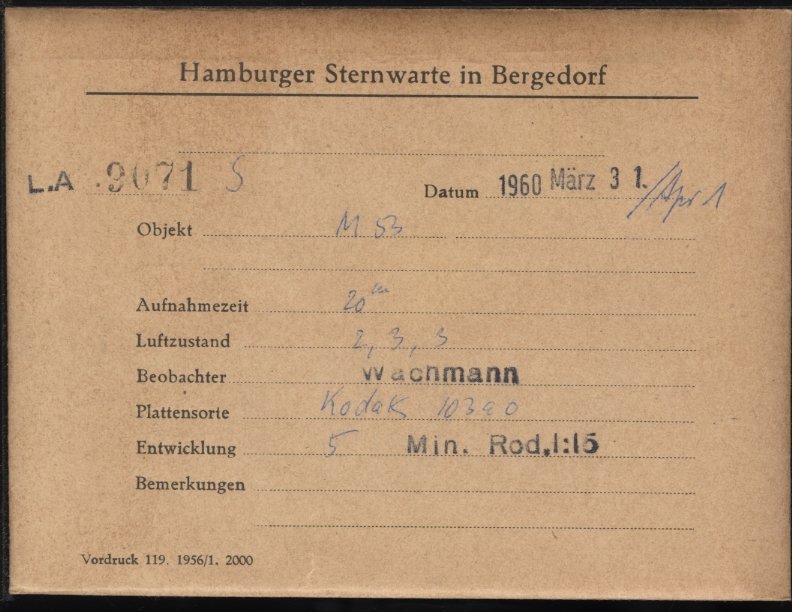 Hamburger Sternwarte in Bergedorf
L.A .9071 S
Datum 1960 März 31. /Apr 1
Objekt M 53
Aufnahmezeit 20m
Luftzustand 2, 3, 3
Beobachter Wachmann
Plattensorte Kodak 103a0
Entwicklung 5 Min. Rod.1:15
Bemerkungen
Vordruck 119. 1956/1. 2000